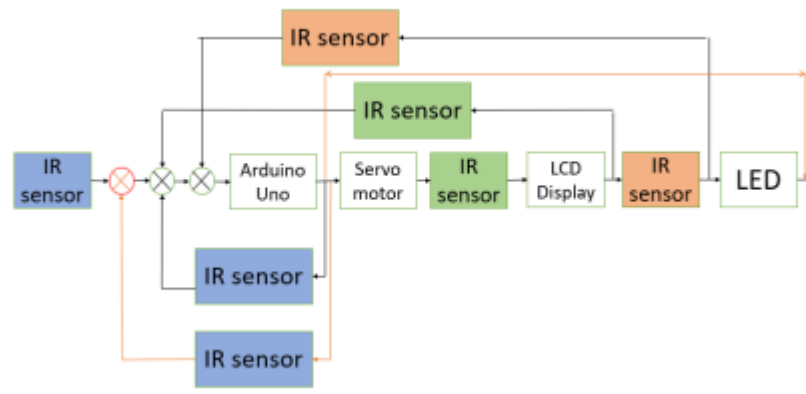 IR sensor
IR sensor
IR
sensor
Arduino
Uno
Servo
motor
IR
sensor
LCD
Display
IR
sensor
LED
IR sensor
IR sensor